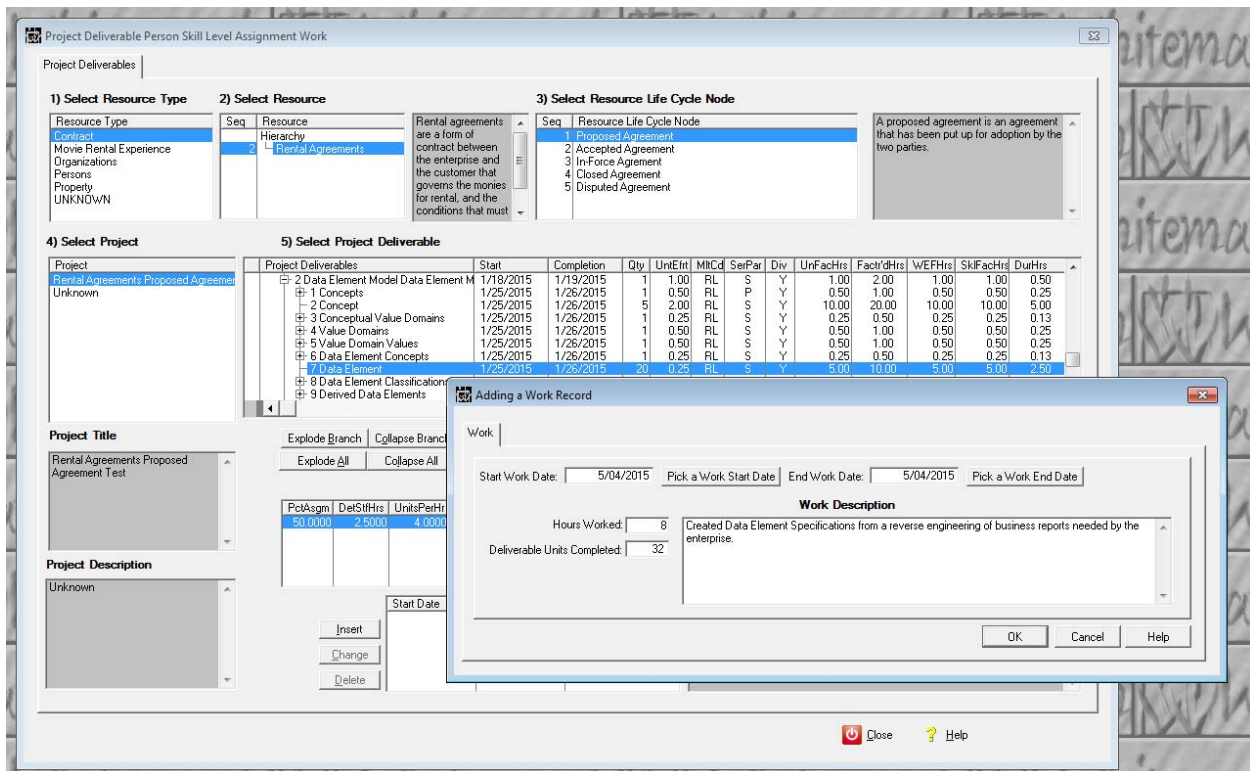 Project Deliverable Person Skill Level Assignment Work
Project Deliverables
1) Select Resource Type
2) Select Resource
3) Select Resource Life Cycle Node
Resource Type
Contract
Movie Rental Experience
Organizations
Persons
Property
UNKNOWN
Seq Resource
Hierarchy
2 Rental Agreements
Rental agreements
are a form of
contract between
the enterprise and
the customer that
governs the monies
for rental, and the
conditions that must
Seq Resource Life Cycle Node
1 Proposed Agreement
2 Accepted Agreement
3 In-Force Agrement
4 Closed Agreement
5 Disputed Agreement
A proposed agreement is an agreement
that has been put up for adoption by the
two parties.
4) Select Project
5) Select Project Deliverable
Project
Rental Agreements Proposed Agreemer
Unknown
Project Deliverables Start Completion Qty UntEfrt MltCd SerPar Div UnFacHrs Factr'dHrs WEFHrs SklFacHrs DurHrs
2 Data Element Model Data Element M 1/18/2015 1/19/2015 1 1.00 RL S Y 1.00 2.00 1.00 1.00 0.50
1 Concepts 1/25/2015 1/26/2015 1 0.50 RL P Y 0.50 1.00 0.50 0.50 0.25
2 Concept 1/25/2015 1/26/2015 5 2.00 RL S Y 10.00 20.00 10.00 10.00 5.00
3 Conceptual Value Domains 1/25/2015 1/26/2015 1 0.25 RL S Y 0.25 0.50 0.25 0.25 0.13
4 Value Domains 1/25/2015 1/26/2015 1 0.50 RL S Y 0.50 1.00 0.50 0.50 0.25
5 Value Domain Values 1/25/2015 1/26/2015 1 0.50 RL S Y 0.50 1.00 0.50 0.50 0.25
6 Data Element Concepts 1/25/2015 1/26/2015 1 0.25 RL S Y 0.25 0.50 0.25 0.25 0.13
7 Data Element 1/25/2015 1/26/2015 20 0.25 RL S Y 5.00 10.00 5.00 5.00 2.50
8 Data Element Classification
9 Derived Data Elements
Project Title
Rental Agreements Proposed
Agreement Test
Explode Branch Collapse Branch
Explode All Collapse All
PctAsgm DetStfHrs UnitsPerHr
50.0000 2.5000 4.0000
Project Description
Unknown
Start Date
Insert
Change
Delete
Adding a Work Record
Work
Start Work Date: 5/04/2015 Pick a Work Start Date End Work Date: 5/04/2015 Pick a Work End Date
Work Description
Hours Worked: 8
Deliverable Units Completed: 32
Created Data Element Specifications from a reverse engineering of business reports needed by the
enterprise.
OK Cancel Help
Close Help